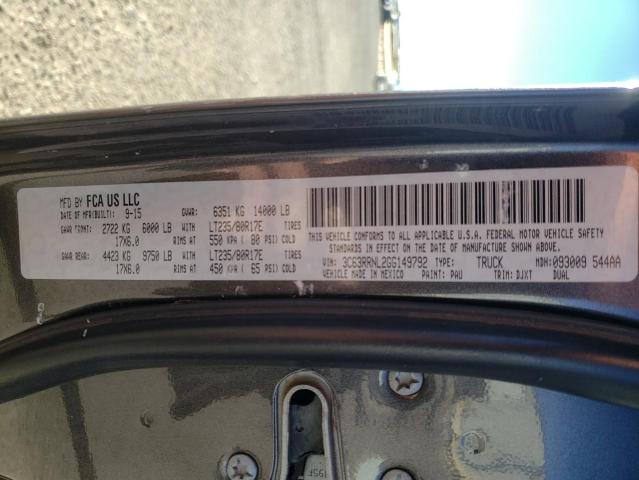 MFD BY FCA US LLC
DATE OF MFR(BUILT): 9-15 GVWR: 6351 KG 14000 LB
GAWR FRONT: 2722 KG 6000 LB WITH LT235/80R17E TIRES
17X6.0 RIMS AT 550 KPA ( 80 PSI) COLD
GAWR REAR: 4423 KG 9750 LB WITH LT235/80R17E TIRES
17X6.0 RIMS AT 450 KPA ( 65 PSI) COLD
THIS VEHICLE CONFORMS TO ALL APPLICABLE U.S.A. FEDERAL MOTOR VEHICLE SAFETY
STANDARDS IN EFFECT ON THE DATE OF MANUFACTURE SHOWN ABOVE.
VIN: 3C63RRNL2GG149792 TYPE: TRUCK MDH: 093009 544AA
VEHICLE MADE IN MEXICO PAINT: PAU TRIM: DJXT DUAL
195F